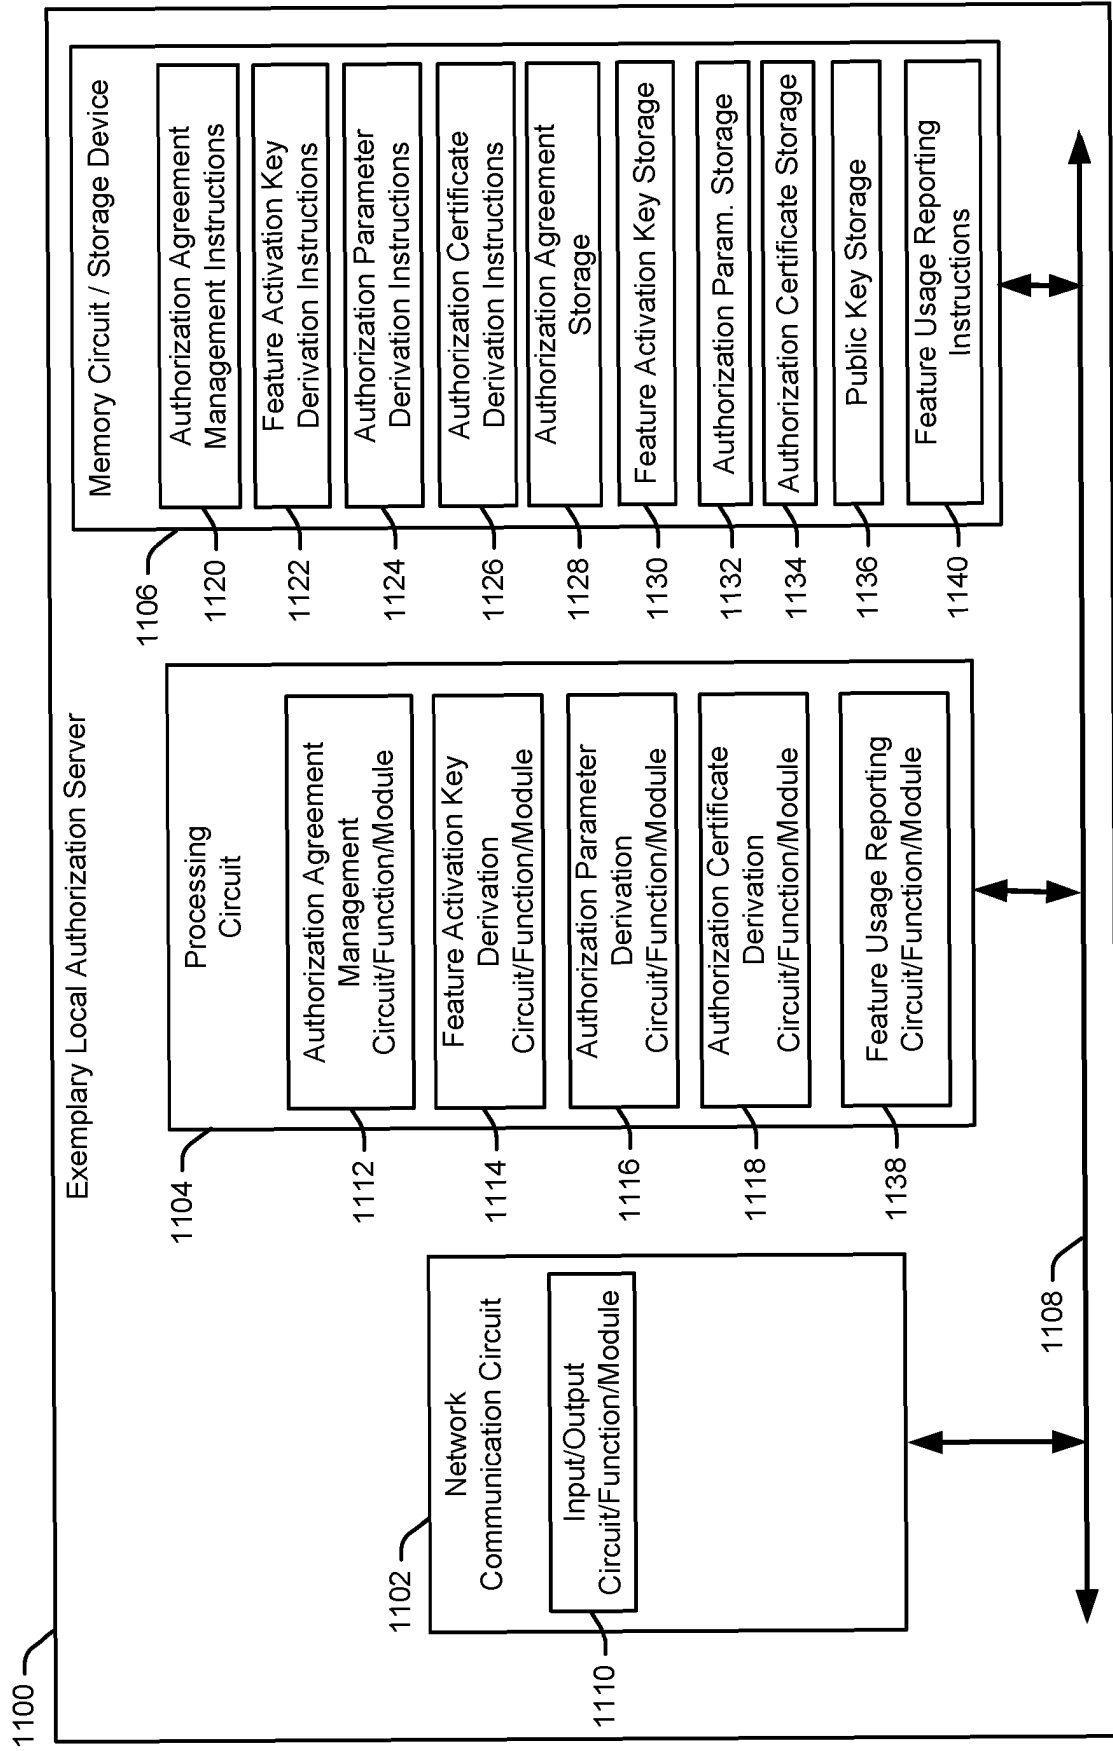 1100
Exemplary Local Authorization Server
1102
Network
Communication Circuit
1110
Input/Output
Circuit/Function/Module
1104
Processing
Circuit
1112
Authorization Agreement
Management
Circuit/Function/Module
1114
Feature Activation Key
Derivation
Circuit/Function/Module
1116
Authorization Parameter
Derivation
Circuit/Function/Module
1118
Authorization Certificate
Derivation
Circuit/Function/Module
1138
Feature Usage Reporting
Circuit/Function/Module
1106
Memory Circuit / Storage Device
1120
Authorization Agreement
Management Instructions
1122
Feature Activation Key
Derivation Instructions
1124
Authorization Parameter
Derivation Instructions
1126
Authorization Certificate
Derivation Instructions
1128
Authorization Agreement
Storage
1130
Feature Activation Key Storage
1132
Authorization Param. Storage
1134
Authorization Certificate Storage
1136
Public Key Storage
1140
Feature Usage Reporting
Instructions
1108